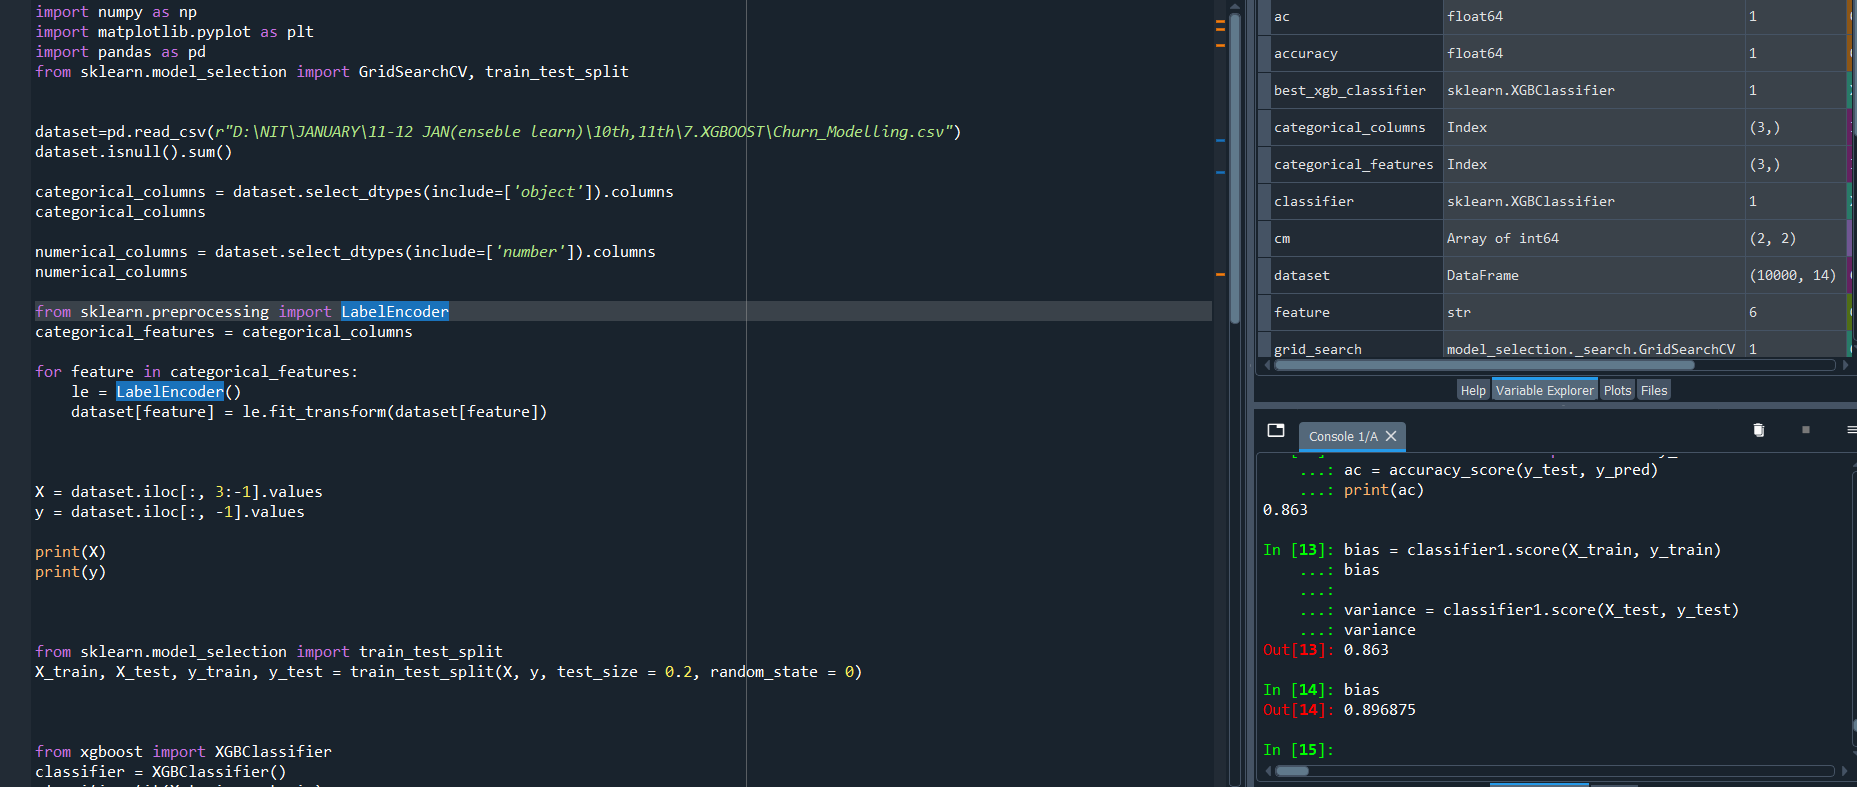 import numpy as np
import matplotlib.pyplot as plt
import pandas as pd
from sklearn.model_selection import GridSearchCV, train_test_split
dataset=pd.read_csv(r"D:\NIT\JANUARY\11-12 JAN(enseble learn)\10th,11th\7.XGBOOST\Churn_Modelling.csv")
dataset.isnull().sum()
categorical_columns = dataset.select_dtypes(include=['object']).columns
categorical_columns
numerical_columns = dataset.select_dtypes(include=['number']).columns
numerical_columns
from sklearn.preprocessing import LabelEncoder
categorical_features = categorical_columns
for feature in categorical_features:
    le = LabelEncoder()
    dataset[feature] = le.fit_transform(dataset[feature])
X = dataset.iloc[:, 3:-1].values
y = dataset.iloc[:, -1].values
print(X)
print(y)
from sklearn.model_selection import train_test_split
X_train, X_test, y_train, y_test = train_test_split(X, y, test_size = 0.2, random_state = 0)
from xgboost import XGBClassifier
classifier = XGBClassifier()
ac float64 1
accuracy float64 1
best_xgb_classifier sklearn.XGBClassifier 1
categorical_columns Index (3,)
categorical_features Index (3,)
classifier sklearn.XGBClassifier 1
cm Array of int64 (2, 2)
dataset DataFrame (10000, 14)
feature str 6
grid_search model_selection._search.GridSearchCV 1
Help Variable Explorer Plots Files
Console 1/A
...: ac = accuracy_score(y_test, y_pred)
...: print(ac)
0.863
In [13]: bias = classifier1.score(X_train, y_train)
...: bias
...:
...: variance = classifier1.score(X_test, y_test)
...: variance
Out[13]: 0.863
In [14]: bias
Out[14]: 0.896875
In [15]: